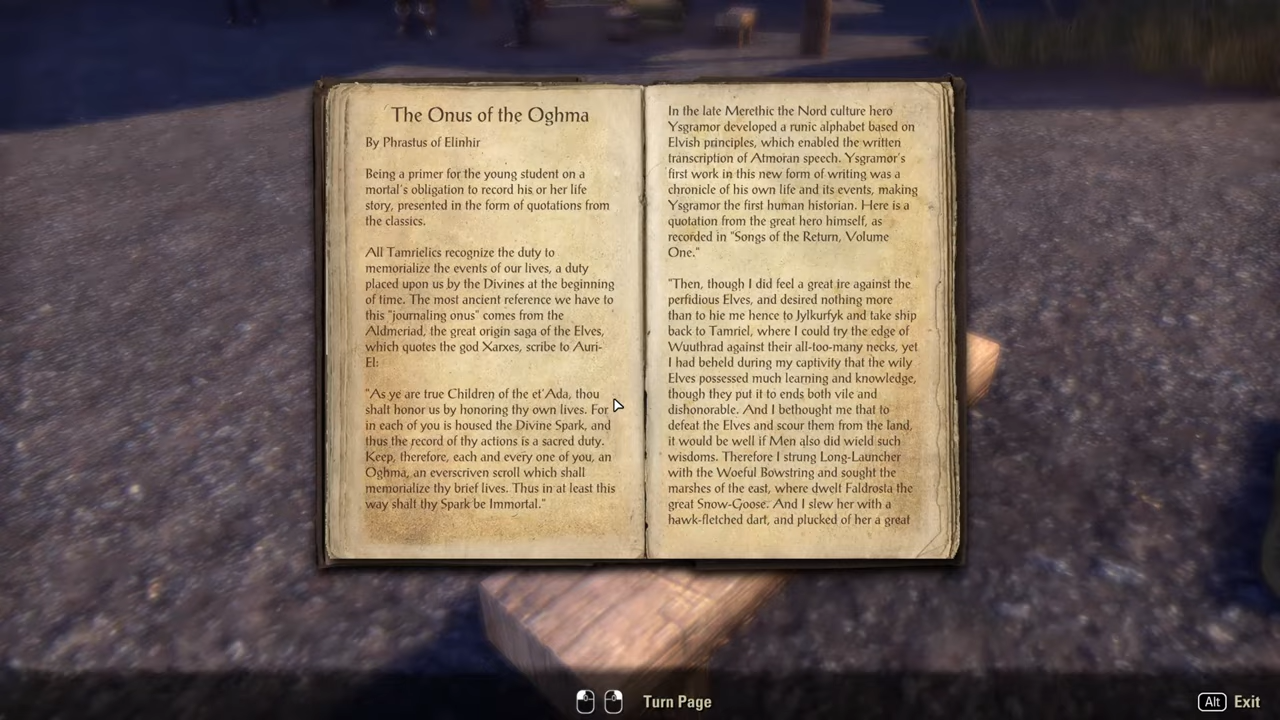 The Onus of the Oghma
By Phrastus of Elinhir
Being a primer for the young student on a
mortal's obligation to record his or her life
story, presented in the form of quotations from
the classics.
All Tamrielics recognize the duty to
memorialize the events of our lives, a duty
placed upon us by the Divines at the beginning
of time. The most ancient reference we have to
this "journaling onus" comes from the
Aldmeriad, the great origin saga of the Elves,
which quotes the god Xarxes, scribe to Auri-
El:
"As ye are true Children of the et'Ada, thou
shalt honor us by honoring thy own lives. For
in each of you is housed the Divine Spark, and
thus the record of thy actions is a sacred duty.
Keep, therefore, each and every one of you, an
Oghma, an everscriven scroll which shall
memorialize thy brief lives. Thus in at least this
way shalt thy Spark be Immortal."
In the late Merethic the Nord culture hero
Ysgramor developed a runic alphabet based on
Elvish principles, which enabled the written
transcription of Atmoran speech. Ysgramor's
first work in this new form of writing was a
chronicle of his own life and its events, making
Ysgramor the first human historian. Here is a
quotation from the great hero himself, as
recorded in "Songs of the Return, Volume
One."
"Then, though I did feel a great ire against the
perfidious Elves, and desired nothing more
than to hie me hence to Jylkurfyk and take ship
back to Tamriel, where I could try the edge of
Wuuthrad against their all-too-many necks, yet
I had beheld during my captivity that the wily
Elves possessed much learning and knowledge,
though they put it to ends both vile and
dishonorable. And I bethought me that to
defeat the Elves and scour them from the land,
it would be well if Men also did wield such
wisdoms. Therefore I strung Long-Launcher
with the Woeful Bowstring and sought the
marshes of the east, where dwelt Faldrosta the
great Snow-Goose. And I slew her with a
hawk-fletched dart, and plucked of her a great
Turn Page
Alt Exit